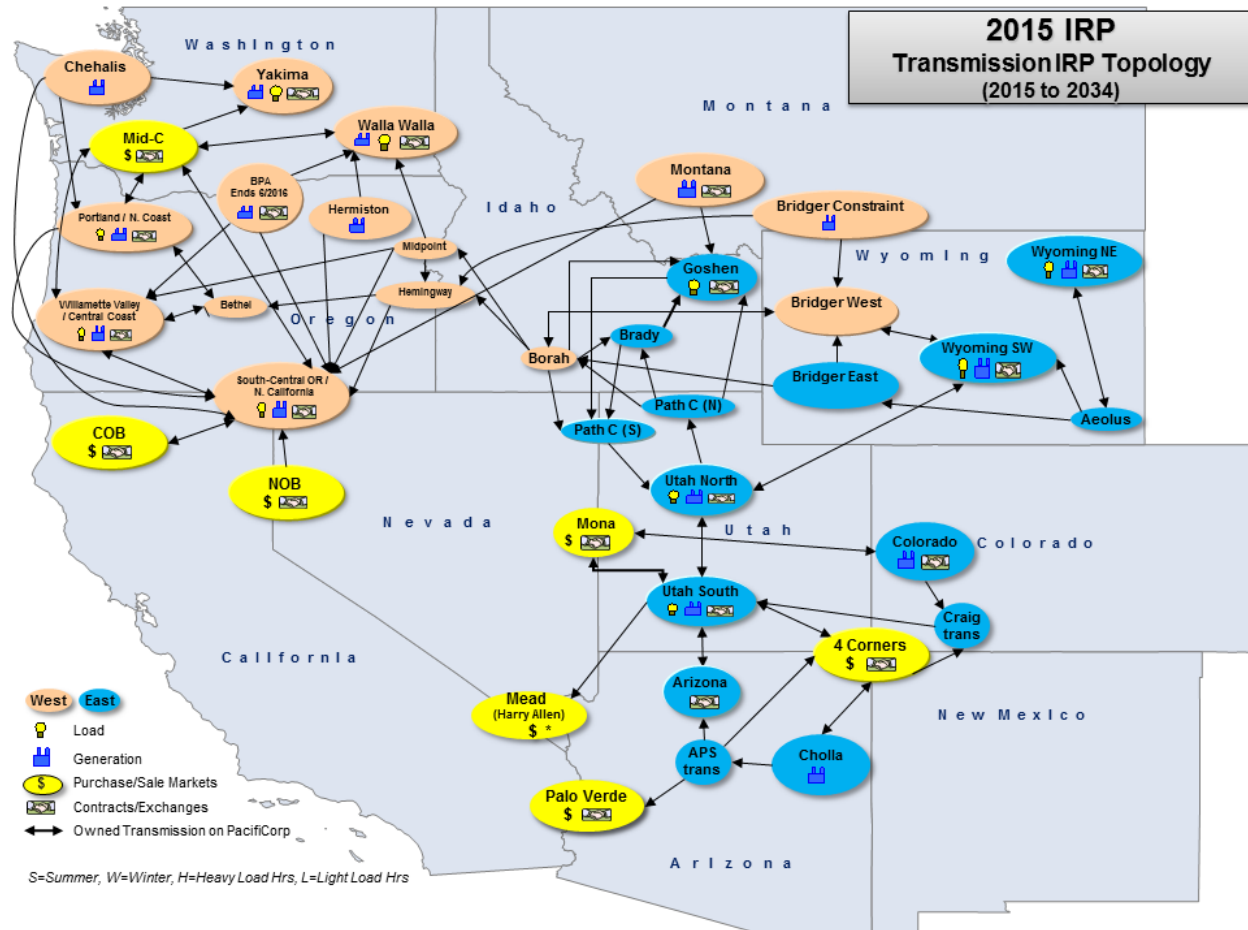 2015 IRP
Transmission IRP Topology
(2015 to 2034)
Washington
Chehalis
Yakima
Montana
Mid-C
$
Walla Walla
BPA
Ends 6/2016
Montana
Portland / N. Coast
Hermiston
Idaho
Bridger Constraint
Midpoint
Wyoming
Wyoming NE
Goshen
Willamette Valley
/ Central Coast
Bethel
Hemingway
Bridger West
Oregon
Brady
Borah
Wyoming SW
South-Central OR /
N. California
Bridger East
Path C (N)
COB
$
Path C (S)
Aeolus
NOB
$
Utah North
Nevada
Mona
$
Utah
Colorado
Colorado
Utah South
Craig
trans
California
4 Corners
$
Arizona
Mead
(Harry Allen)
$ *
New Mexico
APS
trans
Cholla
Palo Verde
$
Arizona
West
East
Load
Generation
$
Purchase/Sale Markets
Contracts/Exchanges
Owned Transmission on PacifiCorp
S=Summer, W=Winter, H=Heavy Load Hrs, L=Light Load Hrs